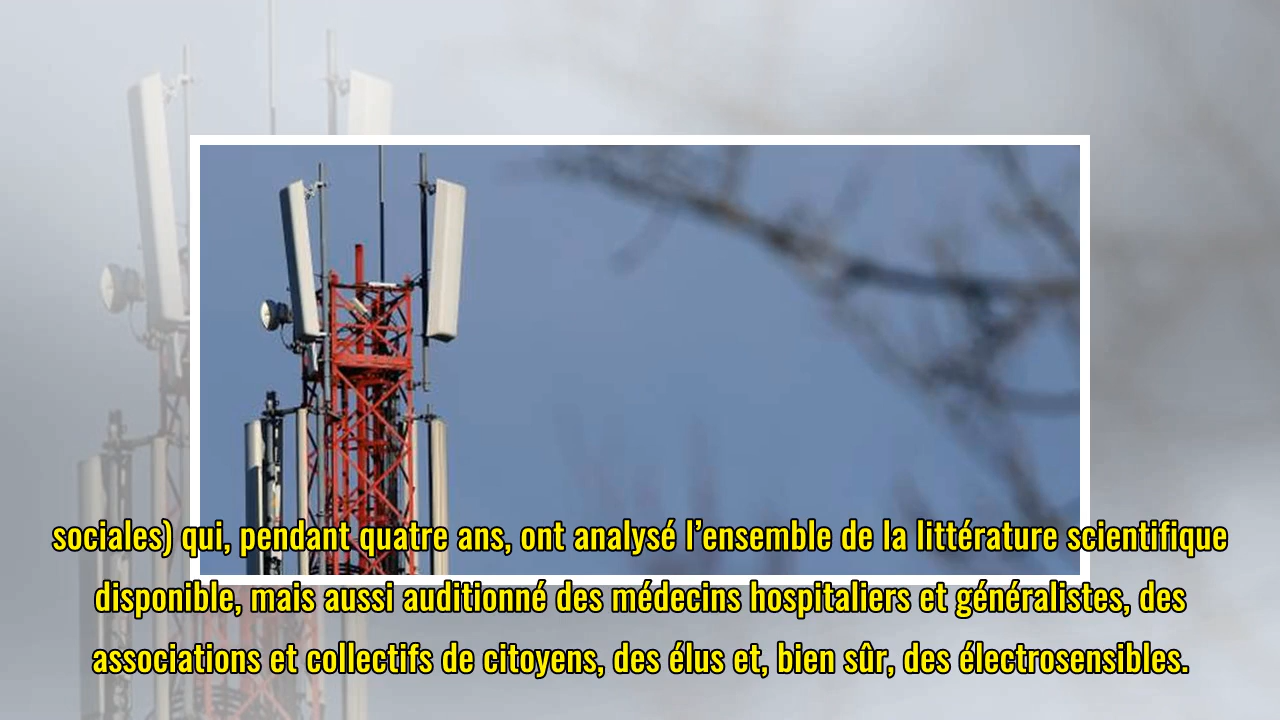 sociales) qui, pendant quatre ans, ont analysé l’ensemble de la littérature scientifique
disponible, mais aussi auditionné des médecins hospitaliers et généralistes, des
associations et collectifs de citoyens, des élus et, bien sûr, des électrosensibles.